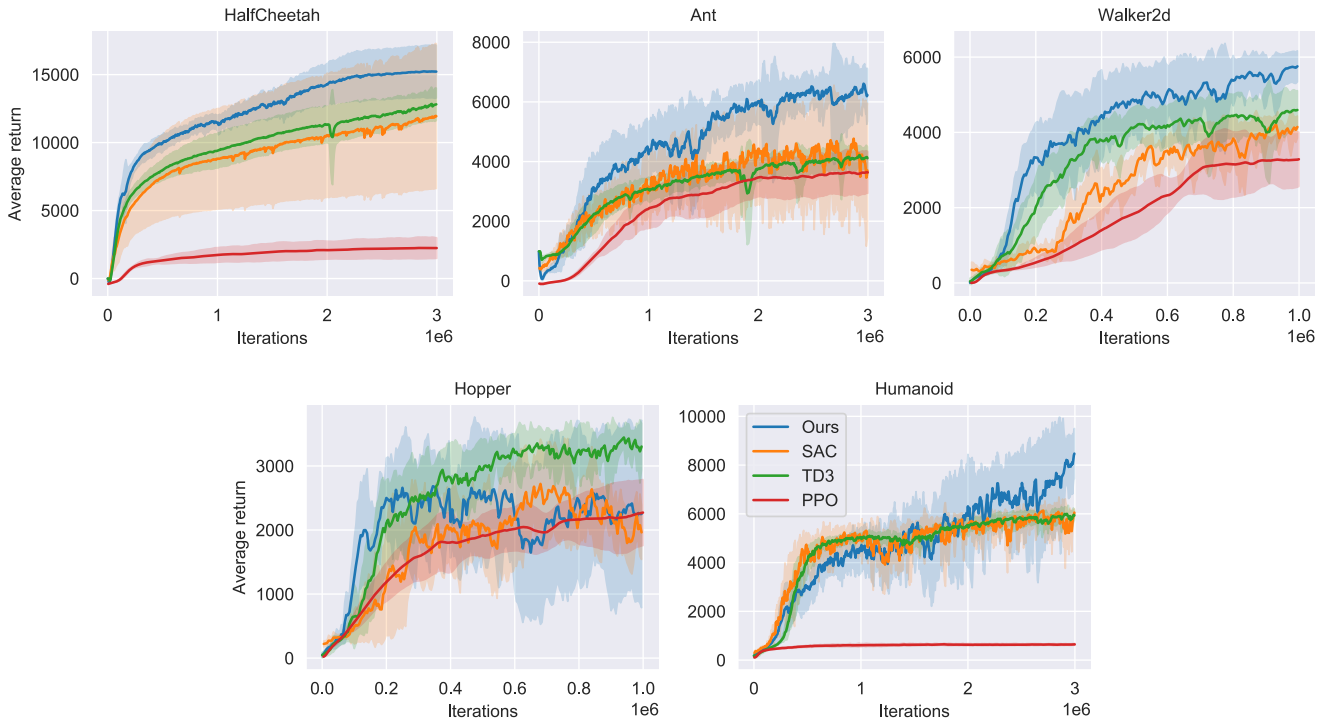 HalfCheetah
Ant
Walker2d
Average return
15000
10000
5000
0
0
1
2
3
1e6
Iterations
8000
6000
4000
2000
0
0
1
2
3
1e6
Iterations
6000
4000
2000
0
0.0
0.2
0.4
0.6
0.8
1.0
1e6
Iterations
Hopper
Humanoid
Average return
3000
2000
1000
0
0.0
0.2
0.4
0.6
0.8
1.0
1e6
Iterations
10000
8000
6000
4000
2000
0
Ours
SAC
TD3
PPO
0
1
2
3
1e6
Iterations